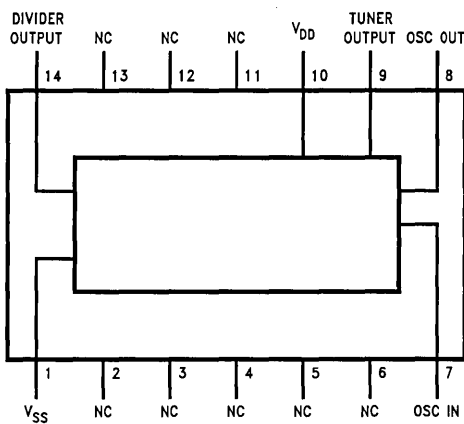 DIVIDER OUTPUT NC NC NC VDD TUNER OUTPUT OSC OUT
14 13 12 11 10 9 8
1 2 3 4 5 6 7
VSS NC NC NC NC NC OSC IN